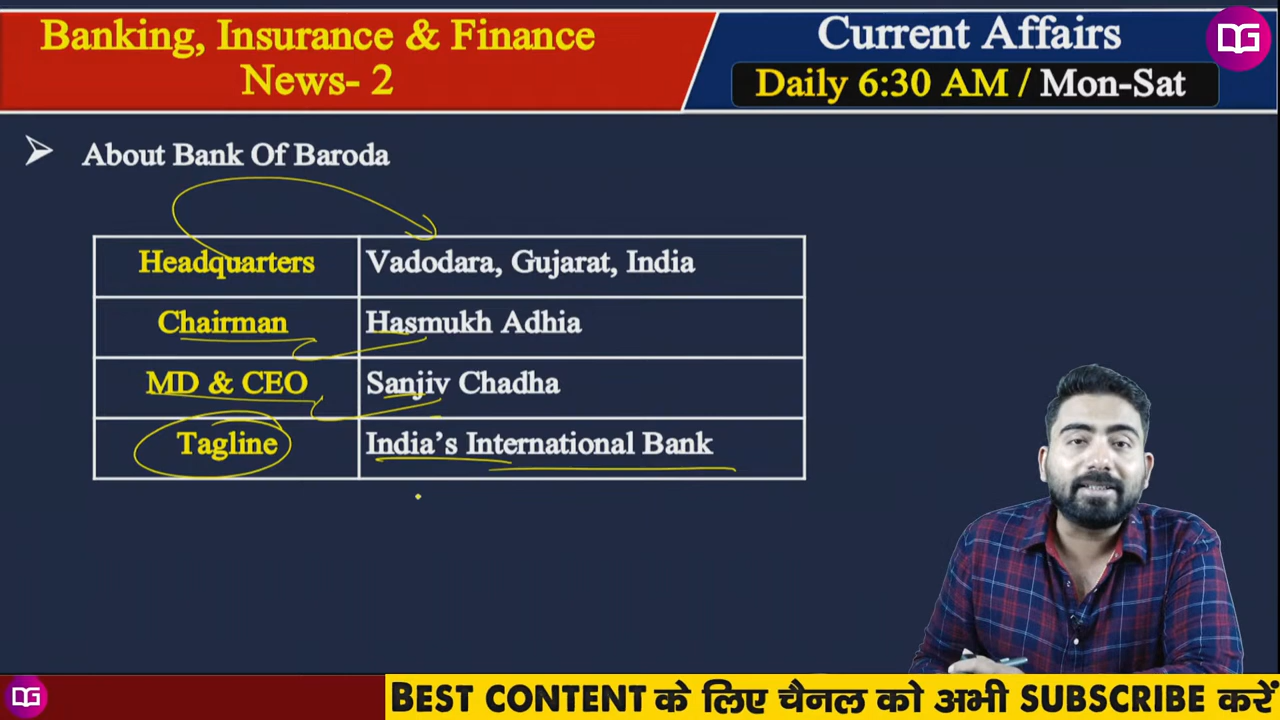 Banking, Insurance & Finance
News- 2
Current Affairs
Daily 6:30 AM / Mon-Sat
DG
About Bank Of Baroda
Headquarters Vadodara, Gujarat, India
Chairman Hasmukh Adhia
MD & CEO Sanjiv Chadha
Tagline India’s International Bank
DG
BEST CONTENT के लिए चैनल को अभी SUBSCRIBE करें